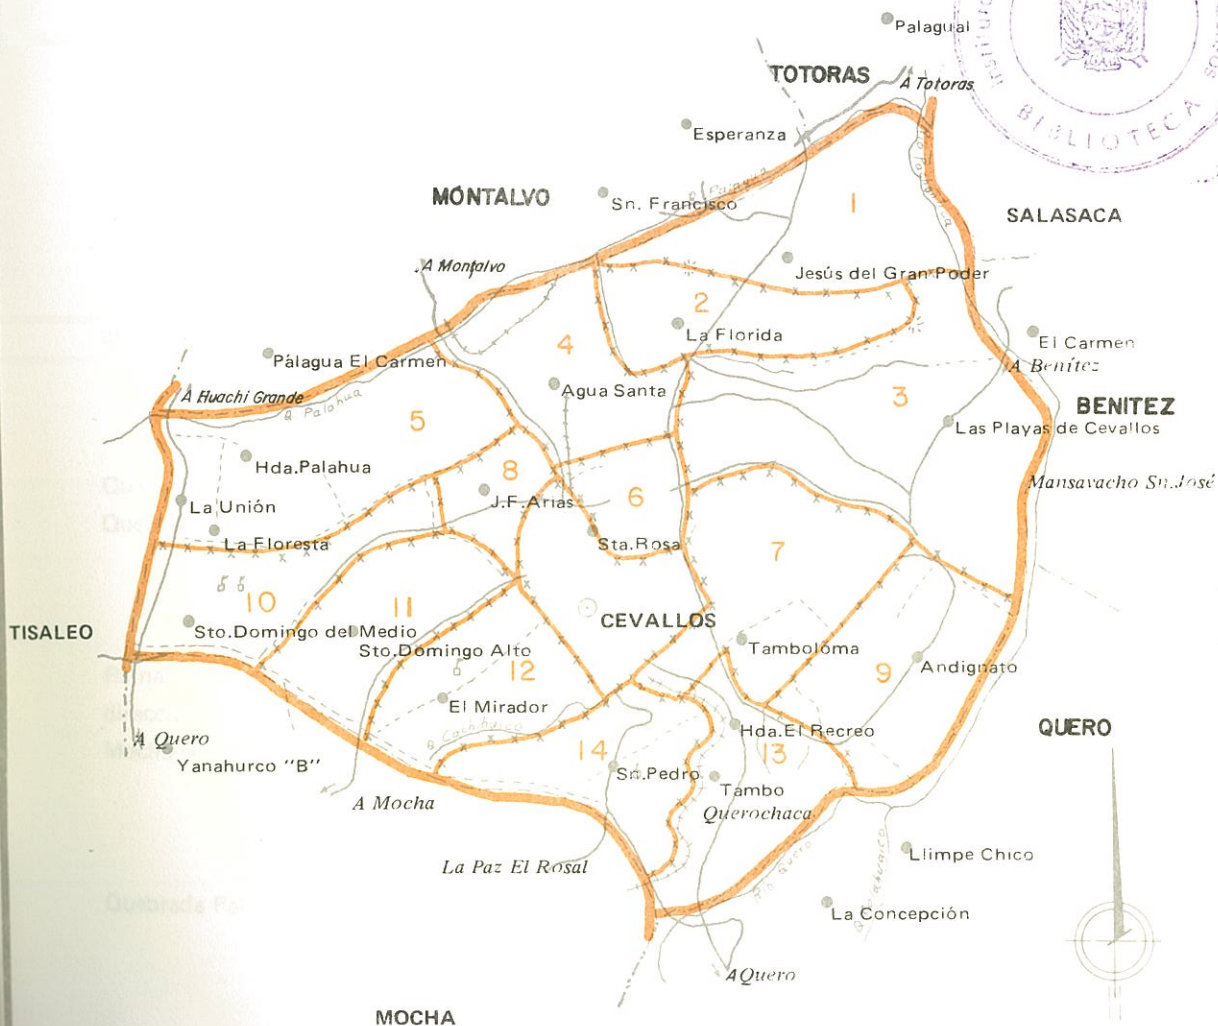 Palagual
TOTORAS
A Totoras
BIBLIOTECA
Esperanza
MONTALVO
Sn. Francisco
1
SALASACA
A Montalvo
Jesús del Gran Poder
2
La Florida
4
El Carmen
A Benítez
Pálagua El Carmen
A Huachi Grande
Q Palahua
Agua Santa
3
BENITEZ
5
Las Playas de Cevallos
Hda.Palahua
8
J.F.Arias
6
Mansavacho Sn.José
La Unión
La Floresta
Sta.Rosa
7
10
11
CEVALLOS
TISALEO
Sto.Domingo del Medio
Sto.Domingo Alto
Tamboloma
12
9
Andignato
El Mirador
QUERO
A Quero
Yanahurco "B"
Hda.El Recreo
14
13
Sn.Pedro
Tambo
A Mocha
Querochaca
La Paz El Rosal
Río Quero
Llimpe Chico
La Concepción
A Quero
MOCHA